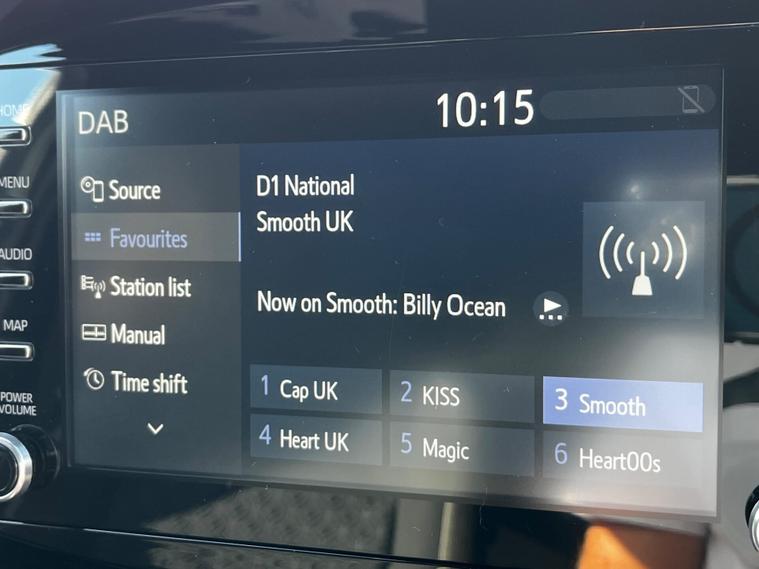 DAB
10:15
HOME
MENU
AUDIO
MAP
POWER
VOLUME
Source
Favourites
Station list
Manual
Time shift
D1 National
Smooth UK
Now on Smooth: Billy Ocean
1 Cap UK
2 KISS
3 Smooth
4 Heart UK
5 Magic
6 Heart00s